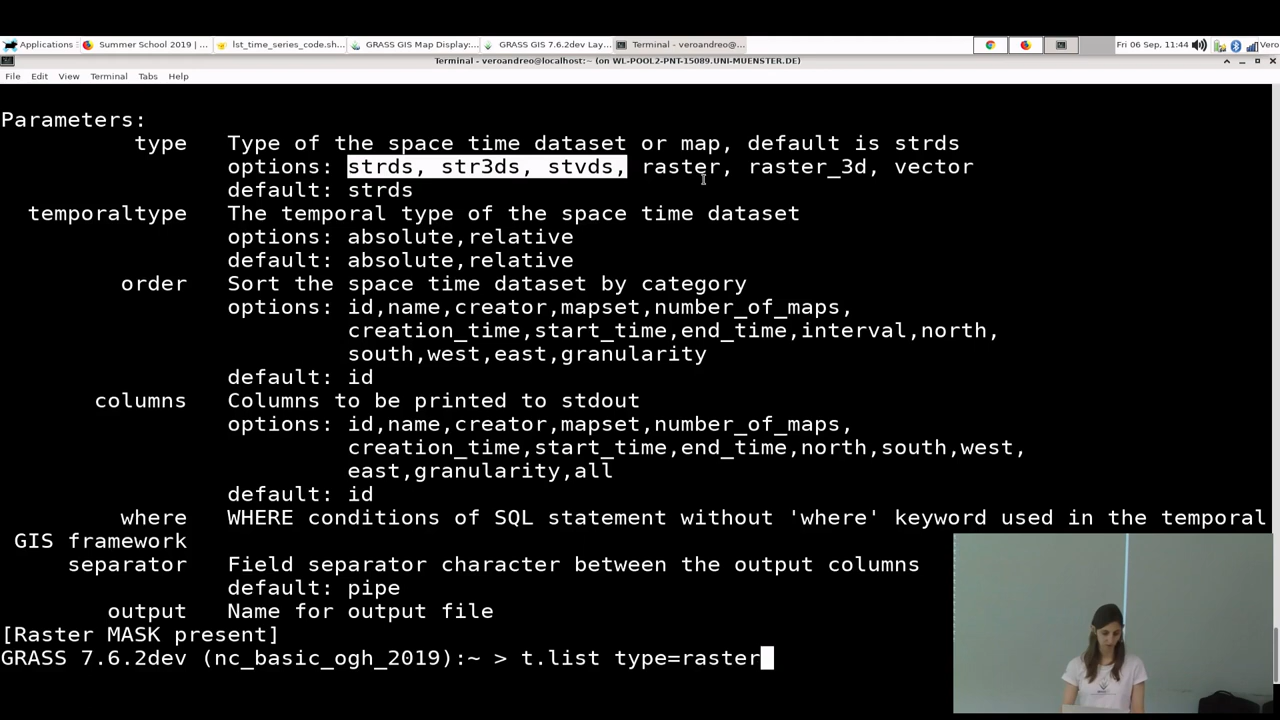 Applications
Summer School 2019 | ...
lst_time_series_code.sh...
GRASS GIS Map Display:...
GRASS GIS 7.6.2dev Lay...
Terminal - veroandreo@...
Fri 06 Sep, 11:44
Vero
Terminal - veroandreo@localhost:~ (on WL-POOL2-PNT-15089.UNI-MUENSTER.DE)
File Edit View Terminal Tabs Help
Parameters:
type Type of the space time dataset or map, default is strds
options: strds, str3ds, stvds, raster, raster_3d, vector
default: strds
temporaltype The temporal type of the space time dataset
options: absolute,relative
default: absolute,relative
order Sort the space time dataset by category
options: id,name,creator,mapset,number_of_maps,
creation_time,start_time,end_time,interval,north,
south,west,east,granularity
default: id
columns Columns to be printed to stdout
options: id,name,creator,mapset,number_of_maps,
creation_time,start_time,end_time,north,south,west,
east,granularity,all
default: id
where WHERE conditions of SQL statement without 'where' keyword used in the temporal
GIS framework
separator Field separator character between the output columns
default: pipe
output Name for output file
[Raster MASK present]
GRASS 7.6.2dev (nc_basic_ogh_2019):~ > t.list type=raster